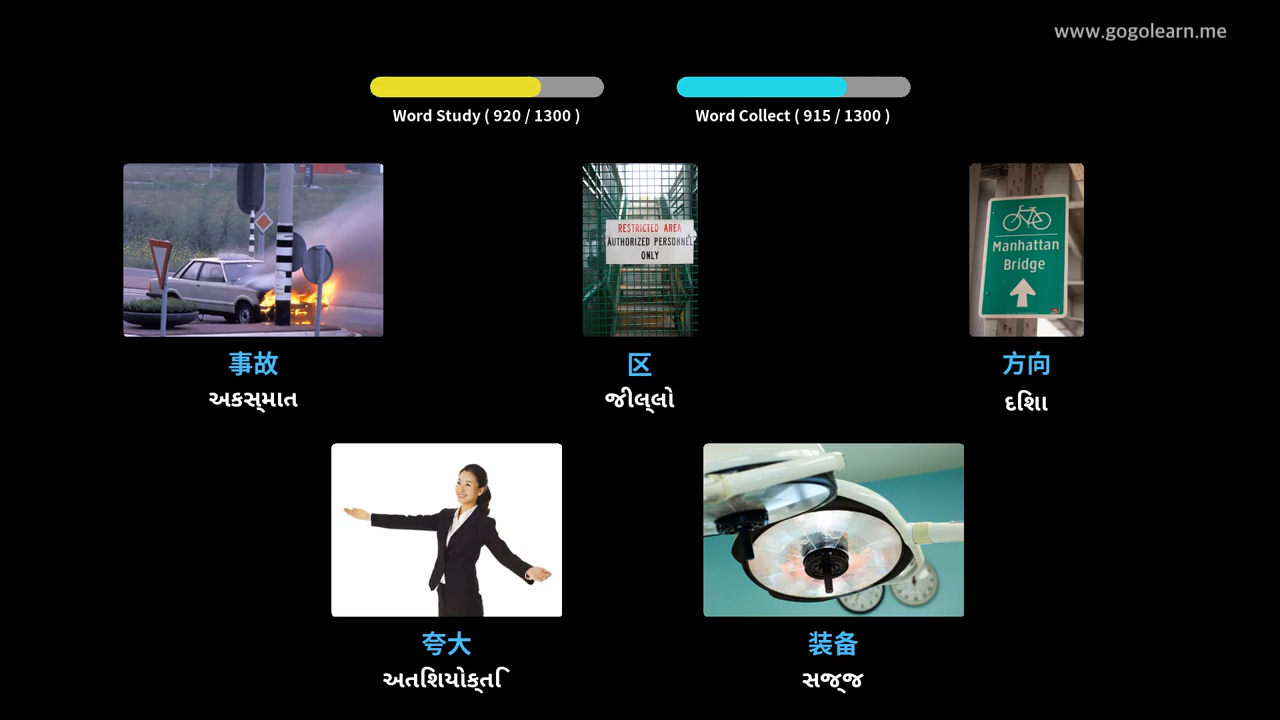 www.gogolearn.me
Word Study ( 920 / 1300 )
Word Collect ( 915 / 1300 )
RESTRICTED AREA
AUTHORIZED PERSONNEL
ONLY
Manhattan
Bridge
事故
区
方向
અકસ્માત
જીલ્લો
દિશા
夸大
装备
અતિશયોક્તિ
સજ્જ